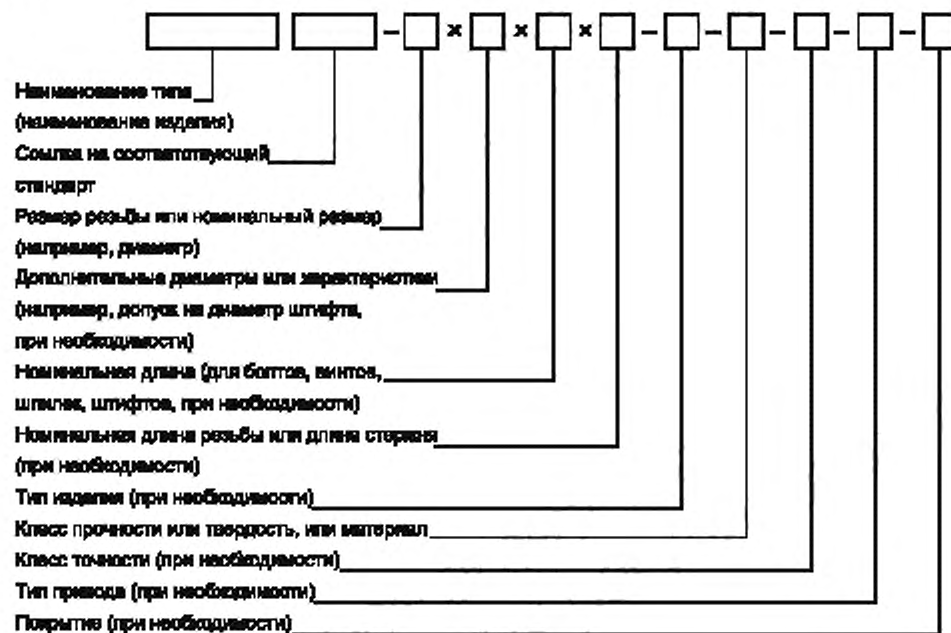 – × × × – – – – –
Наименование типа
(наименование изделия)
Ссылка на соответствующий
стандарт
Размер резьбы или номинальный размер
(например, диаметр)
Дополнительные диаметры или характеристики
(например, допуск на диаметр штифта,
при необходимости)
Номинальная длина (для болтов, винтов,
шпилек, штифтов, при необходимости)
Номинальная длина резьбы или длина стержня
(при необходимости)
Тип изделия (при необходимости)
Класс прочности или твердость, или материал
Класс точности (при необходимости)
Тип привода (при необходимости)
Покрытие (при необходимости)